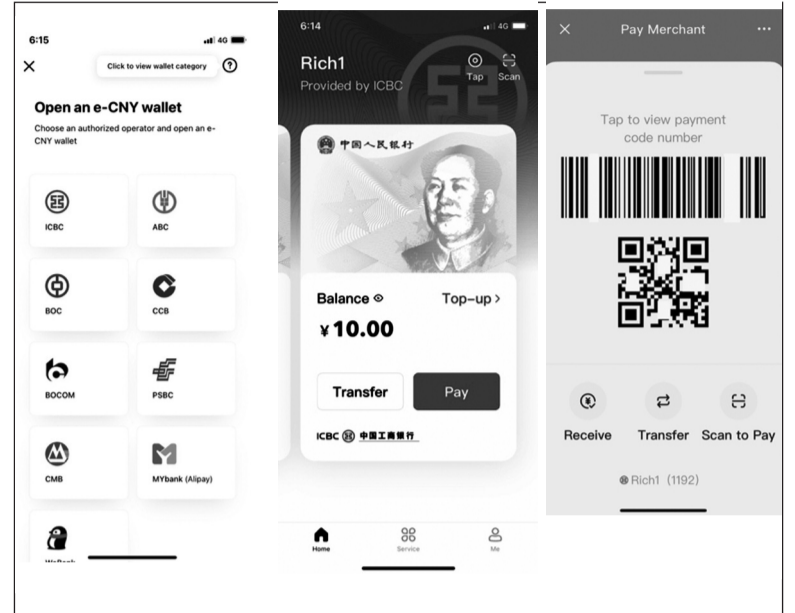 6:15
4G
Click to view wallet category
?
Open an e-CNY wallet
Choose an authorized operator and open an e-
CNY wallet
ICBC
ABC
BOC
CCB
BOCOM
PSBC
CMB
MYbank (Alipay)
6:14
4G
Rich1
Provided by ICBC
Tap
Scan
中国人民银行
Balance
Top-up >
¥10.00
Transfer
Pay
ICBC 中国工商银行
Home
Service
Me
Pay Merchant
Tap to view payment
code number
Receive
Transfer
Scan to Pay
Rich1 (1192)